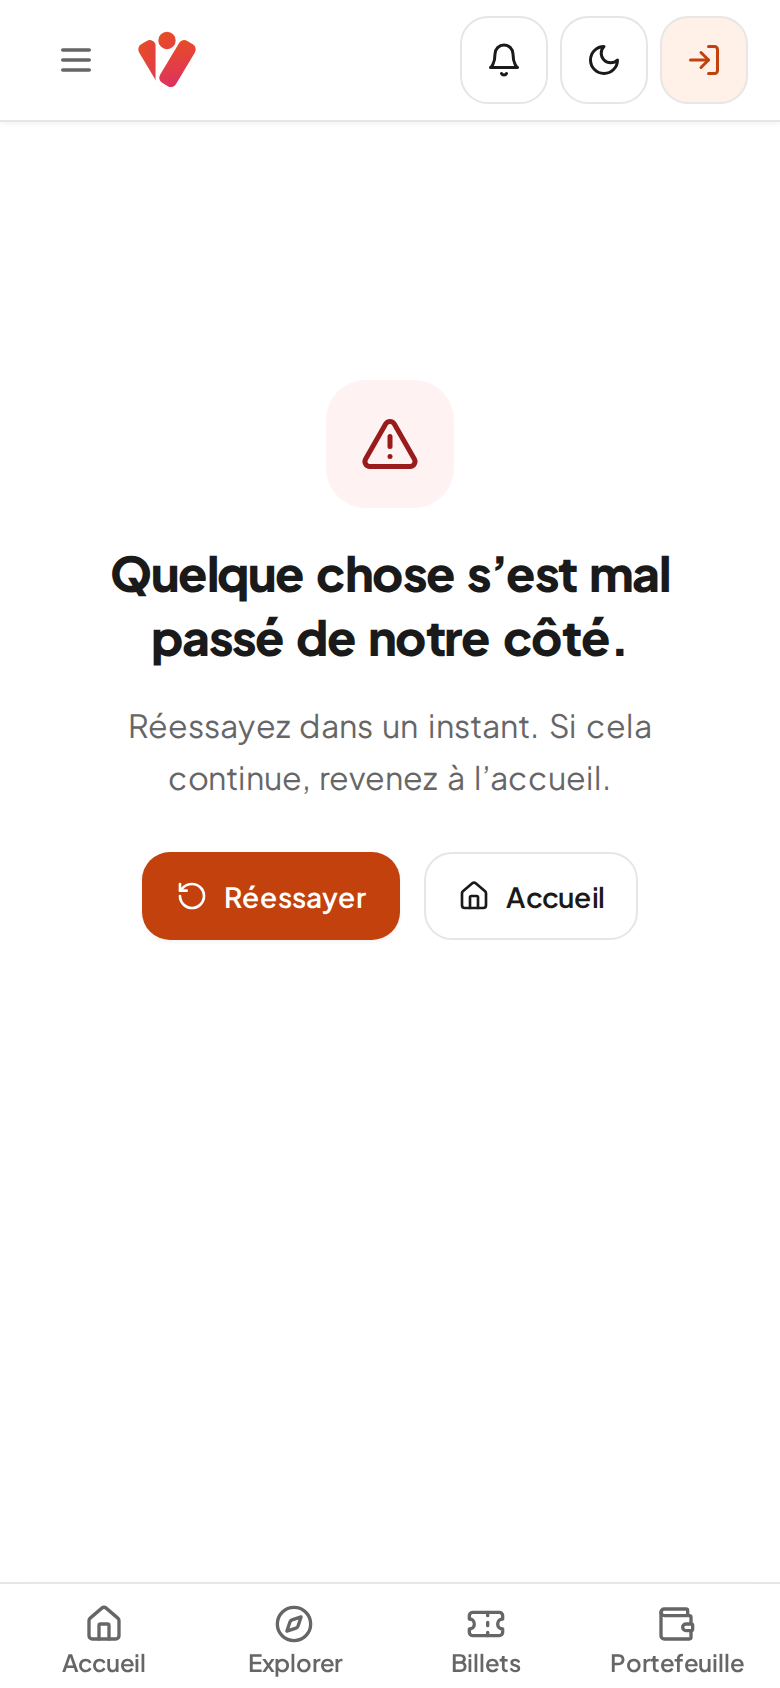 Quelque chose s’est mal
passé de notre côté.
Réessayez dans un instant. Si cela
continue, revenez à l’accueil.
Réessayer
Accueil
Accueil
Explorer
Billets
Portefeuille